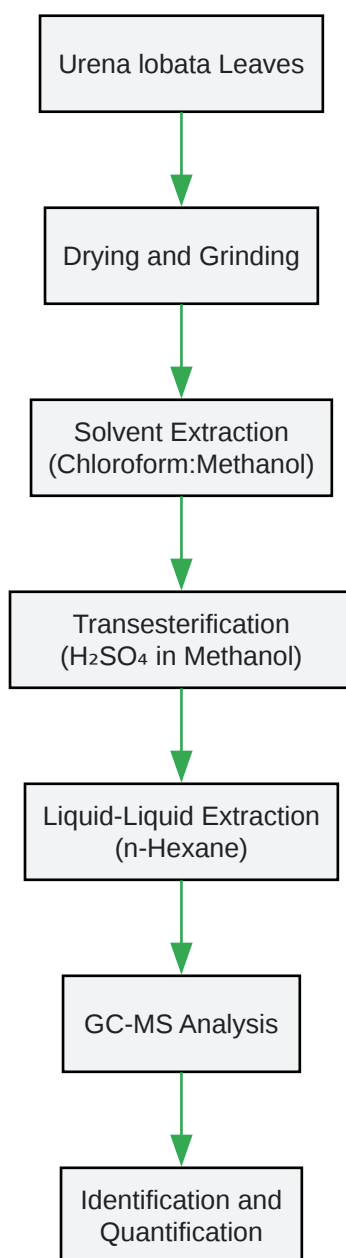 Urena lobata Leaves
Drying and Grinding
Solvent Extraction
(Chloroform:Methanol)
Transesterification
(H₂SO₄ in Methanol)
Liquid-Liquid Extraction
(n-Hexane)
GC-MS Analysis
Identification and
Quantification